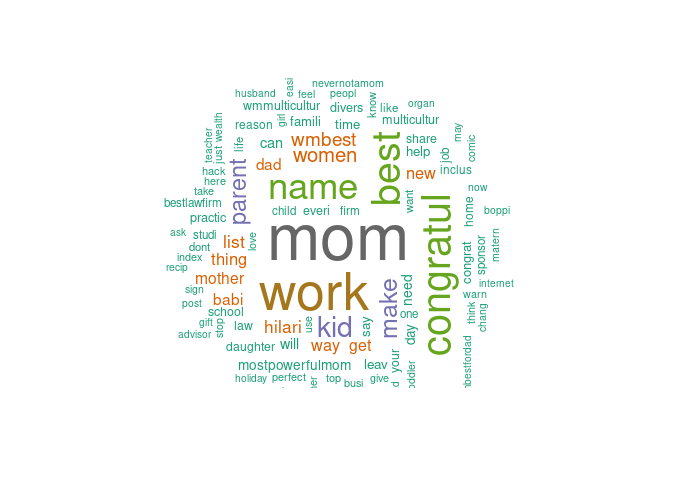 easi
nevernotamom
husband
feel
peopl
know
organ
wmmulticultur
divers
like
girl
reason
famili
time
multicultur
may
teacher
just
wealth
life
can
wmbest
women
best
share
help
job
comic
hack
dad
new
inclus
take
parent
name
want
now
bestlawfirm
child
everi
firm
home
boppi
practic
mom
congratul
ask
studi
list
love
congrat
sponsor
matern
dont
index
thing
recip
mother
work
make
need
internet
sign
babi
warn
post
school
one
think
chang
gift
stop
law
hilari
use
kid
say
day
advisor
daughter
will
way
get
your
mostpowerfulmom
leav
holiday
perfect
top
busi
give